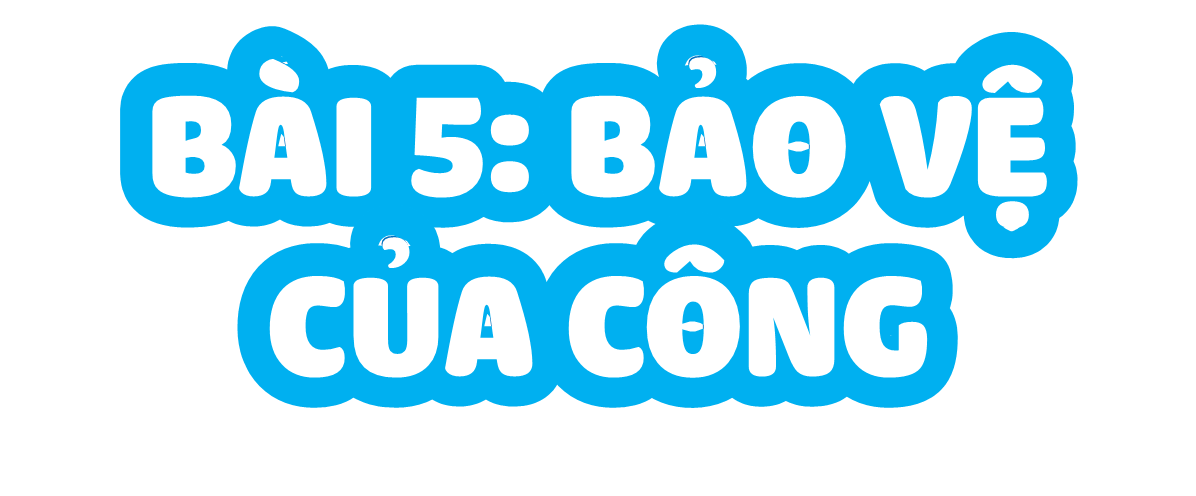 BÀI 5: BẢO VỆ
CỦA CÔNG